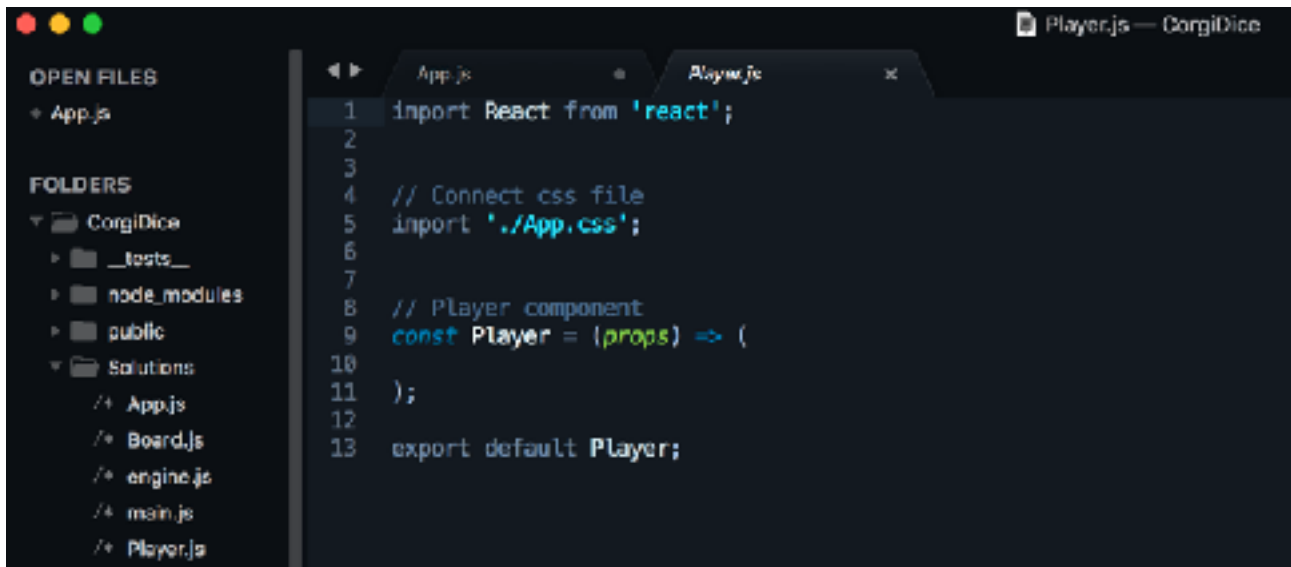 Player.js — CorgiDice
OPEN FILES
App.js
FOLDERS
CorgiDice
__tests__
node_modules
public
Solutions
/* App.js
/* Board.js
/* engine.js
/* main.js
/* Player.js
App.js
Player.js ×
1 import React from 'react';
2
3
4 // Connect css file
5 import './App.css';
6
7
8 // Player component
9 const Player = (props) => (
10
11 );
12
13 export default Player;